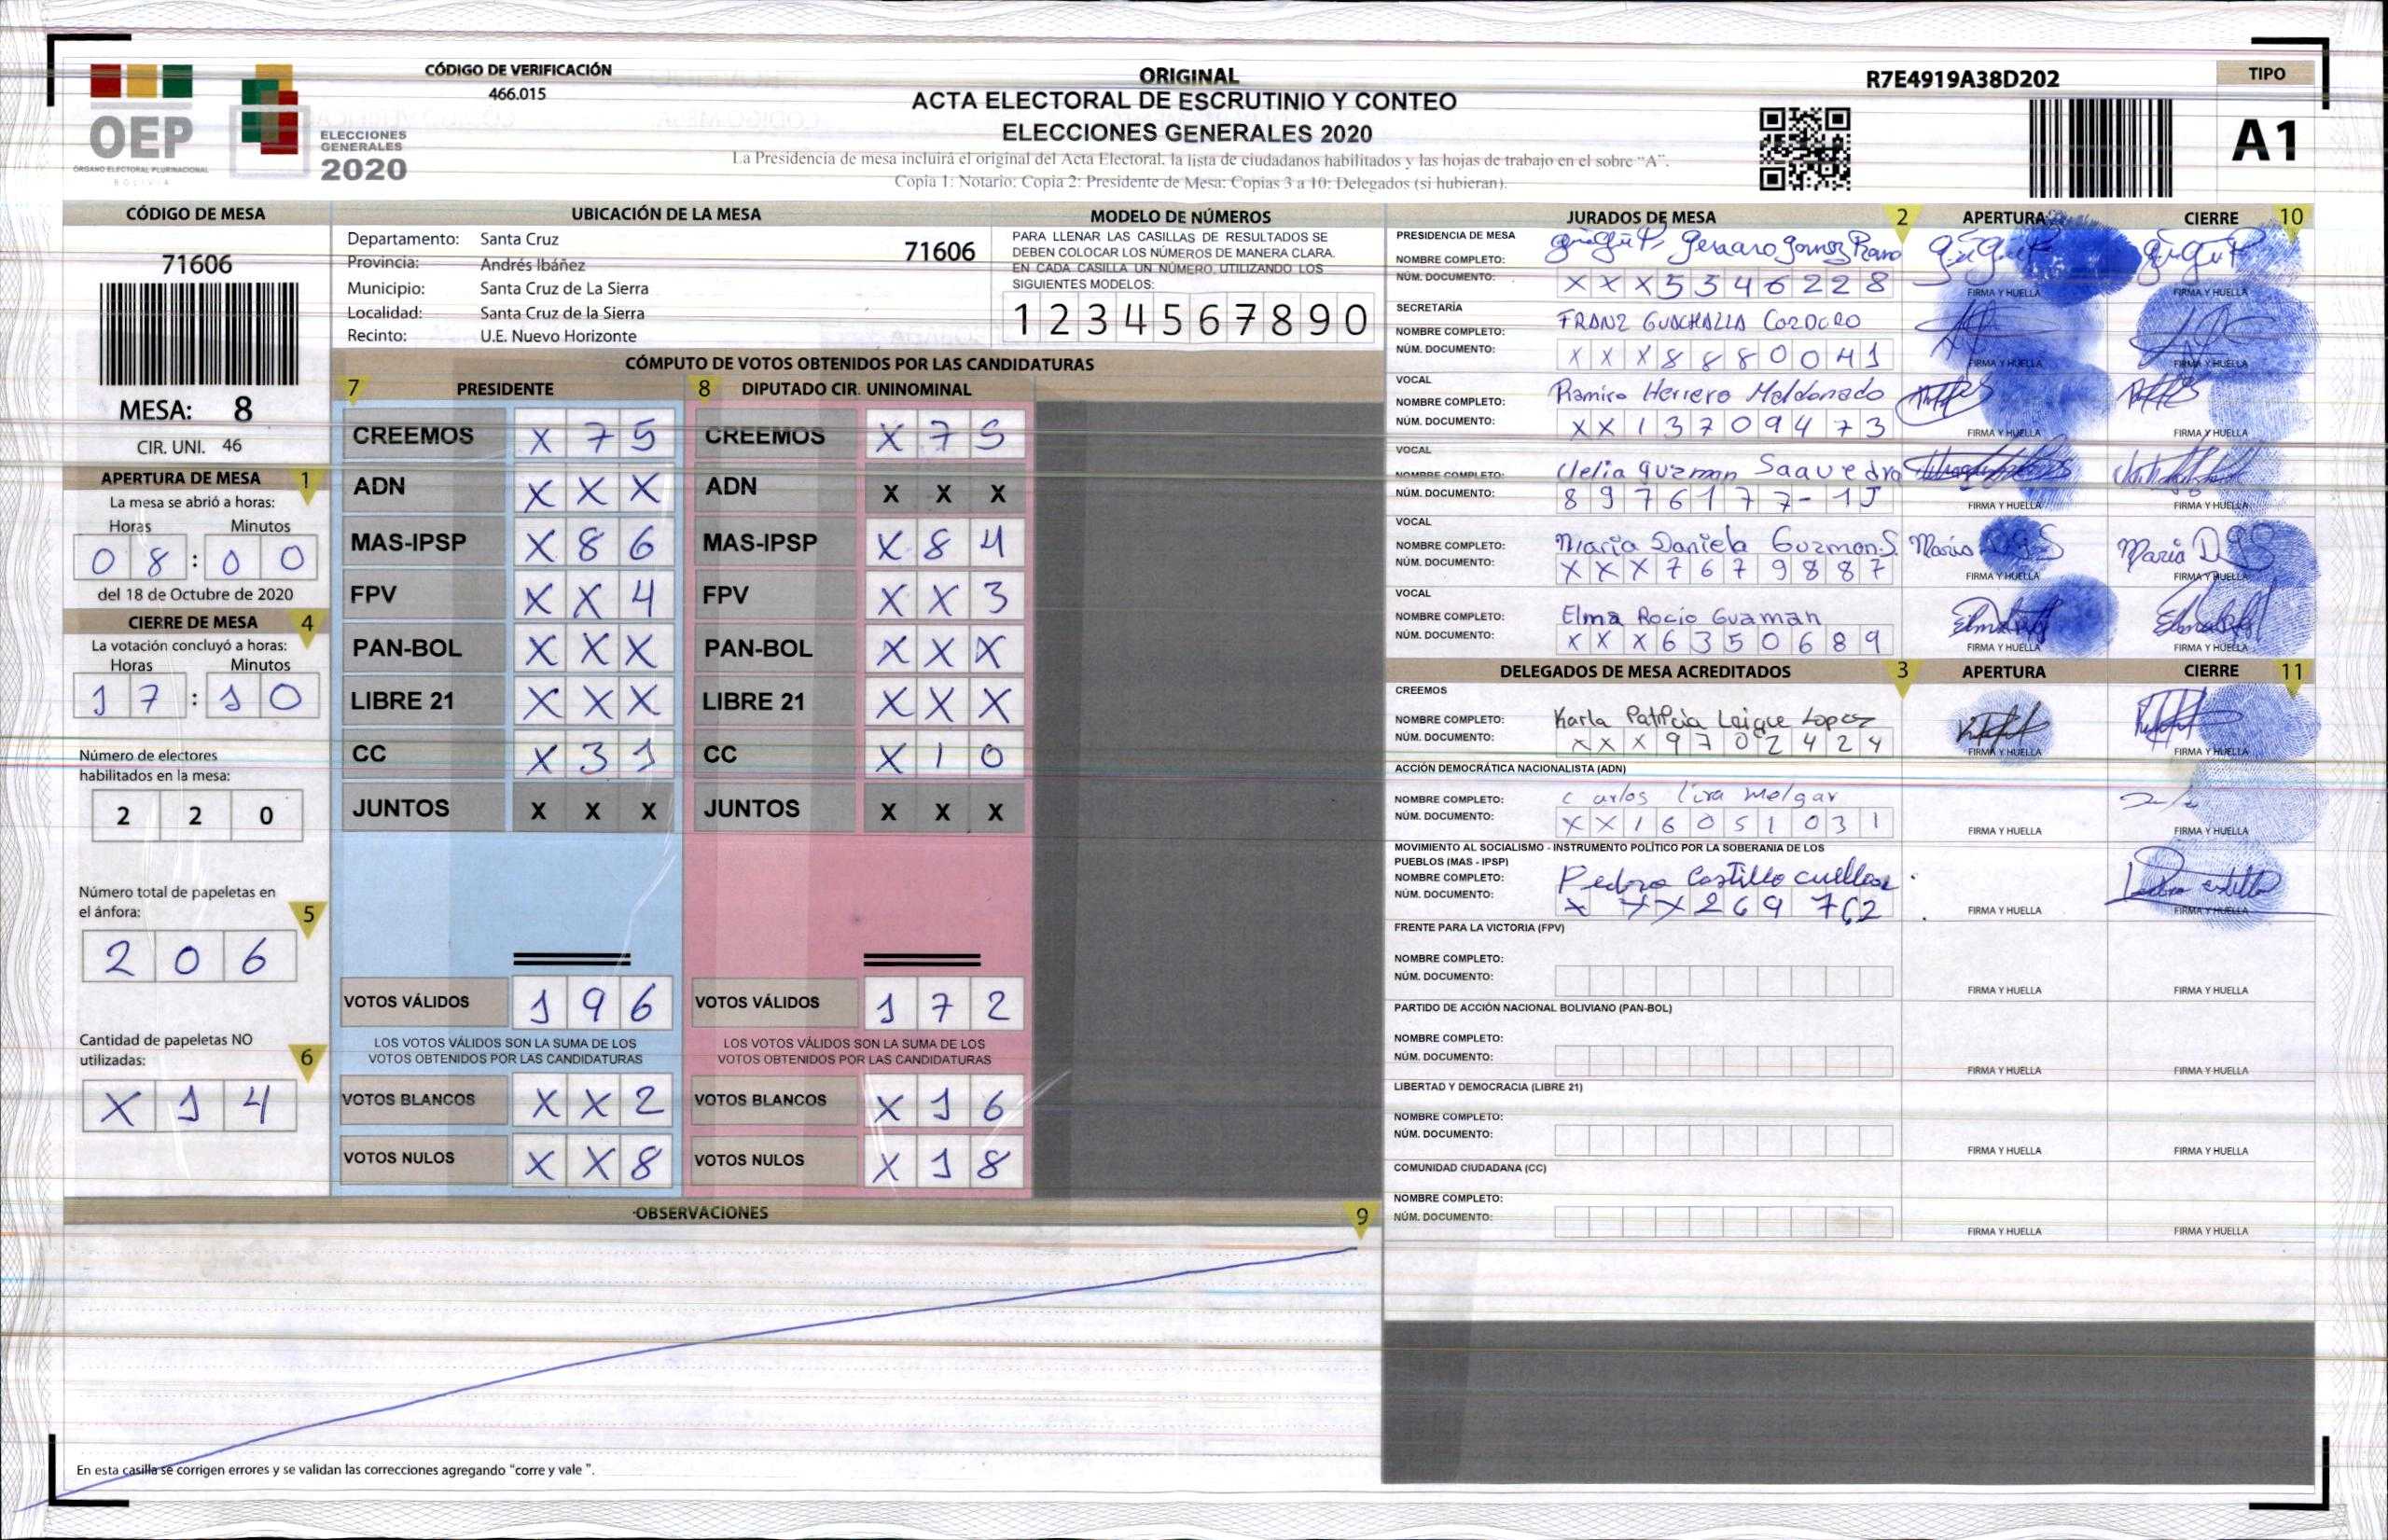 CÓDIGO DE VERIFICACIÓN
466.015
OEP
ÓRGANO ELECTORAL PLURINACIONAL
BOLIVIA
ELECCIONES
GENERALES
2020
ORIGINAL
ACTA ELECTORAL DE ESCRUTINIO Y CONTEO
ELECCIONES GENERALES 2020
La Presidencia de mesa incluirá el original del Acta Electoral, la lista de ciudadanos habilitados y las hojas de trabajo en el sobre "A".
Copia 1: Notario; Copia 2: Presidente de Mesa; Copias 3 a 10: Delegados (si hubieran).
R7E4919A38D202
TIPO
A1
CÓDIGO DE MESA
71606
MESA: 8
CIR. UNI. 46
APERTURA DE MESA 1
La mesa se abrió a horas:
Horas Minutos
0 8 : 0 0
del 18 de Octubre de 2020
CIERRE DE MESA 4
La votación concluyó a horas:
Horas Minutos
1 7 : 1 0
Número de electores
habilitados en la mesa:
2 2 0
Número total de papeletas en
el ánfora: 5
2 0 6
Cantidad de papeletas NO
utilizadas: 6
X 1 4
UBICACIÓN DE LA MESA
Departamento: Santa Cruz
71606
Provincia: Andrés Ibáñez
Municipio: Santa Cruz de La Sierra
Localidad: Santa Cruz de la Sierra
Recinto: U.E. Nuevo Horizonte
MODELO DE NÚMEROS
PARA LLENAR LAS CASILLAS DE RESULTADOS SE
DEBEN COLOCAR LOS NÚMEROS DE MANERA CLARA.
EN CADA CASILLA UN NÚMERO, UTILIZANDO LOS
SIGUIENTES MODELOS:
1 2 3 4 5 6 7 8 9 0
CÓMPUTO DE VOTOS OBTENIDOS POR LAS CANDIDATURAS
7 PRESIDENTE 8 DIPUTADO CIR. UNINOMINAL
CREEMOS X 7 5 CREEMOS X 7 5
ADN X X X ADN X X X
MAS-IPSP X 8 6 MAS-IPSP X 8 4
FPV X X 4 FPV X X 3
PAN-BOL X X X PAN-BOL X X X
LIBRE 21 X X X LIBRE 21 X X X
CC X 3 1 CC X 1 0
JUNTOS X X X JUNTOS X X X
VOTOS VÁLIDOS 1 9 6 VOTOS VÁLIDOS 1 7 2
LOS VOTOS VÁLIDOS SON LA SUMA DE LOS LOS VOTOS VÁLIDOS SON LA SUMA DE LOS
VOTOS OBTENIDOS POR LAS CANDIDATURAS VOTOS OBTENIDOS POR LAS CANDIDATURAS
VOTOS BLANCOS X X 2 VOTOS BLANCOS X 1 6
VOTOS NULOS X X 8 VOTOS NULOS X 1 8
OBSERVACIONES 9
En esta casilla se corrigen errores y se validan las correcciones agregando "corre y vale ".
JURADOS DE MESA 2 APERTURA CIERRE 10
PRESIDENCIA DE MESA
NOMBRE COMPLETO:
NÚM. DOCUMENTO: X X X 5 3 4 6 2 2 8
FIRMA Y HUELLA FIRMA Y HUELLA
SECRETARÍA
NOMBRE COMPLETO: FRANZ GUACHALLA CORDERO
NÚM. DOCUMENTO: X X X 8 8 8 0 0 4 1
FIRMA Y HUELLA FIRMA Y HUELLA
VOCAL
NOMBRE COMPLETO: Ramiro Herrera Maldonado
NÚM. DOCUMENTO: X X 1 3 7 0 9 4 7 3
FIRMA Y HUELLA FIRMA Y HUELLA
VOCAL
NOMBRE COMPLETO: Clelia Guzman Saavedra
NÚM. DOCUMENTO: 8 9 7 6 1 7 7 - 1 J
FIRMA Y HUELLA FIRMA Y HUELLA
VOCAL
NOMBRE COMPLETO: Maria Daniela Guzman.S.
NÚM. DOCUMENTO: X X X 7 6 7 9 8 8 7
FIRMA Y HUELLA FIRMA Y HUELLA
VOCAL
NOMBRE COMPLETO: Elma Rocio Guaman
NÚM. DOCUMENTO: X X X 6 3 5 0 6 8 9
FIRMA Y HUELLA FIRMA Y HUELLA
DELEGADOS DE MESA ACREDITADOS 3 APERTURA CIERRE 11
CREEMOS
NOMBRE COMPLETO: Karla Patricia Leigue Lopez
NÚM. DOCUMENTO: X X X 9 7 0 2 4 2 4
FIRMA Y HUELLA FIRMA Y HUELLA
ACCIÓN DEMOCRÁTICA NACIONALISTA (ADN)
NOMBRE COMPLETO: Carlos Lira Melgar
NÚM. DOCUMENTO: X X 1 6 0 5 1 0 3 1
FIRMA Y HUELLA FIRMA Y HUELLA
MOVIMIENTO AL SOCIALISMO - INSTRUMENTO POLÍTICO POR LA SOBERANIA DE LOS
PUEBLOS (MAS - IPSP)
NOMBRE COMPLETO: Pedro Castillo cuellar
NÚM. DOCUMENTO: X X X 2 6 9 7 6 2
FIRMA Y HUELLA FIRMA Y HUELLA
FRENTE PARA LA VICTORIA (FPV)
NOMBRE COMPLETO:
NÚM. DOCUMENTO:
FIRMA Y HUELLA FIRMA Y HUELLA
PARTIDO DE ACCIÓN NACIONAL BOLIVIANO (PAN-BOL)
NOMBRE COMPLETO:
NÚM. DOCUMENTO:
FIRMA Y HUELLA FIRMA Y HUELLA
LIBERTAD Y DEMOCRACIA (LIBRE 21)
NOMBRE COMPLETO:
NÚM. DOCUMENTO:
FIRMA Y HUELLA FIRMA Y HUELLA
COMUNIDAD CIUDADANA (CC)
NOMBRE COMPLETO:
NÚM. DOCUMENTO:
FIRMA Y HUELLA FIRMA Y HUELLA